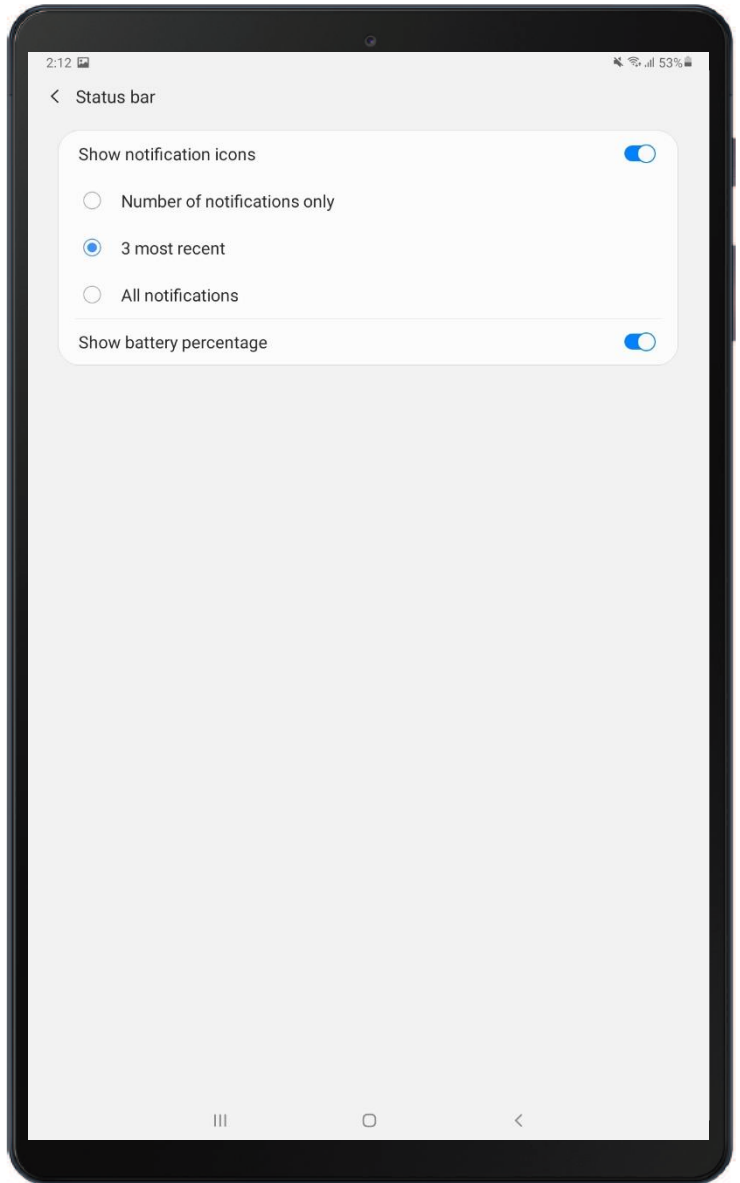 2:12 53%
Status bar
Show notification icons
Number of notifications only
3 most recent
All notifications
Show battery percentage